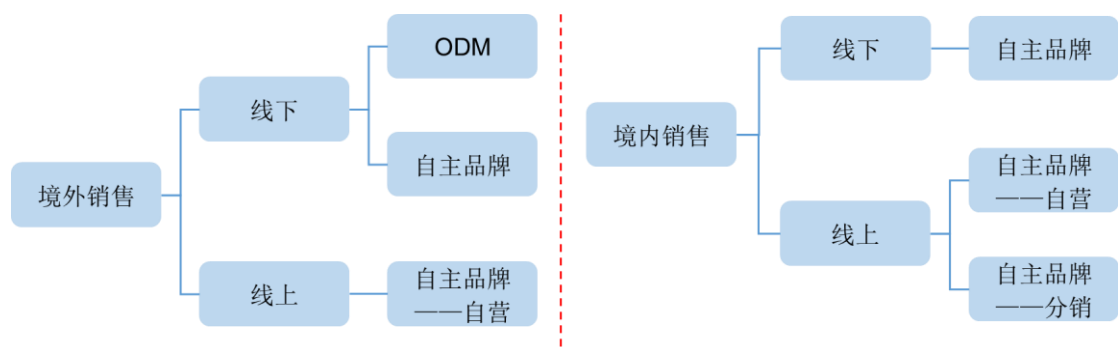 境外销售
线下
ODM
自主品牌
线上
自主品牌
——自营
境内销售
线下
自主品牌
线上
自主品牌
——自营
自主品牌
——分销